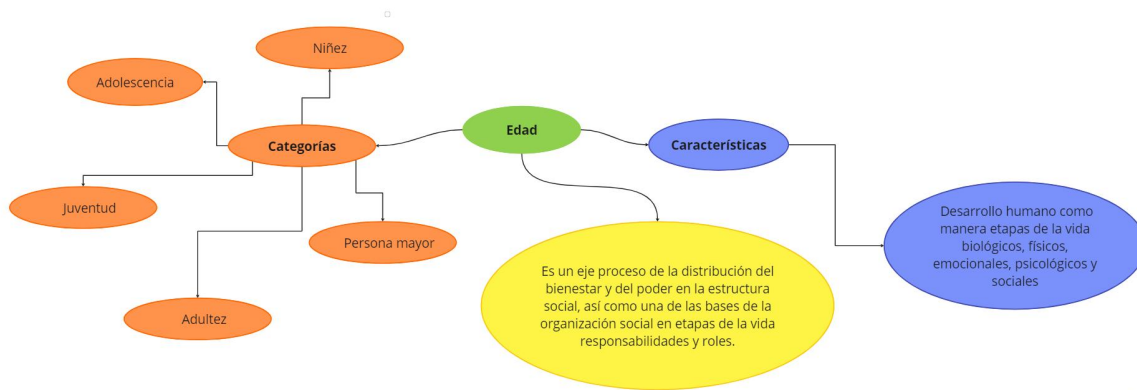 Niñez
Adolescencia
Edad
Categorías
Características
Juventud
Persona mayor
Desarrollo humano como
manera etapas de la vida
biológicos, físicos,
emocionales, psicológicos y
sociales
Es un eje proceso de la distribución del
bienestar y del poder en la estructura
social, así como una de las bases de la
organización social en etapas de la vida
responsabilidades y roles.
Adultez